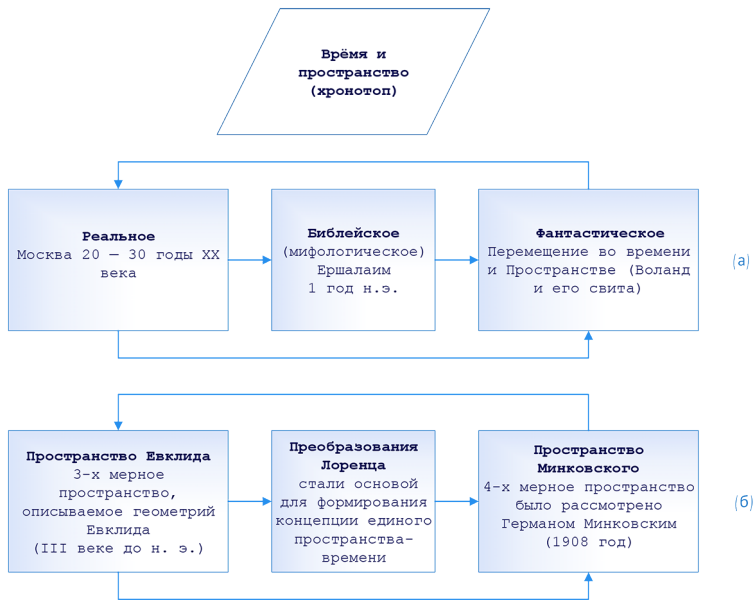 Врёмя и
пространство
(хронотоп)
Реальное
Москва 20 — 30 годы XX
века
Библейское
(мифологическое)
Ершалаим
1 год н.э.
Фантастическое
Перемещение во времени
и Пространстве (Воланд
и его свита)
(а)
Пространство Евклида
3-х мерное
пространство,
описываемое геометрий
Евклида
(III веке до н. э.)
Преобразования
Лоренца
стали основой
для формирования
концепции единого
пространства-
времени
Пространство
Минковского
4-х мерное пространство
было рассмотрено
Германом Минковским
(1908 год)
(б)